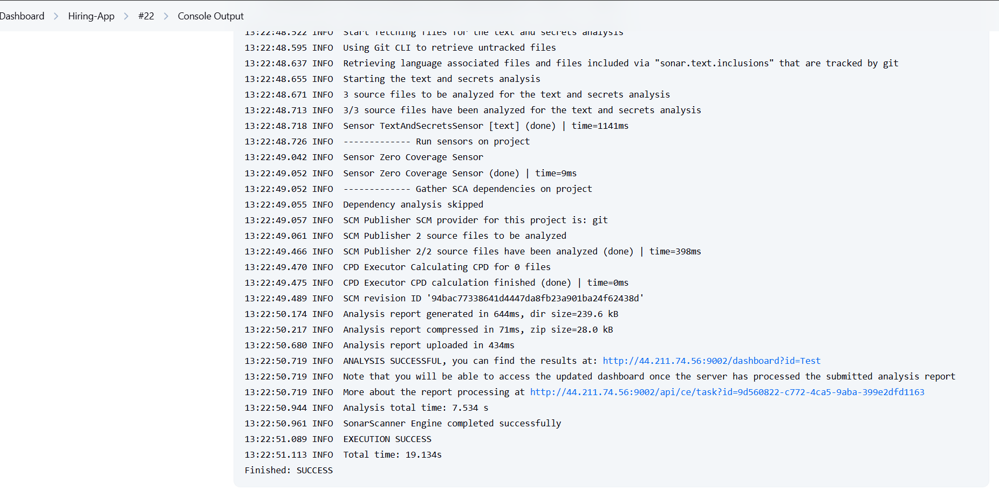 Dashboard > Hiring-App > #22 > Console Output
13:22:48.522 INFO  Start fetching files for the text and secrets analysis
13:22:48.595 INFO  Using Git CLI to retrieve untracked files
13:22:48.637 INFO  Retrieving language associated files and files included via "sonar.text.inclusions" that are tracked by git
13:22:48.655 INFO  Starting the text and secrets analysis
13:22:48.671 INFO  3 source files to be analyzed for the text and secrets analysis
13:22:48.713 INFO  3/3 source files have been analyzed for the text and secrets analysis
13:22:48.718 INFO  Sensor TextAndSecretsSensor [text] (done) | time=1141ms
13:22:48.726 INFO  ------------- Run sensors on project
13:22:49.042 INFO  Sensor Zero Coverage Sensor
13:22:49.052 INFO  Sensor Zero Coverage Sensor (done) | time=9ms
13:22:49.052 INFO  ------------- Gather SCA dependencies on project
13:22:49.055 INFO  Dependency analysis skipped
13:22:49.057 INFO  SCM Publisher SCM provider for this project is: git
13:22:49.061 INFO  SCM Publisher 2 source files to be analyzed
13:22:49.466 INFO  SCM Publisher 2/2 source files have been analyzed (done) | time=398ms
13:22:49.470 INFO  CPD Executor Calculating CPD for 0 files
13:22:49.475 INFO  CPD Executor CPD calculation finished (done) | time=0ms
13:22:49.489 INFO  SCM revision ID '94bac77338641d4447da8fb23a901ba24f62438d'
13:22:50.174 INFO  Analysis report generated in 644ms, dir size=239.6 kB
13:22:50.217 INFO  Analysis report compressed in 71ms, zip size=28.0 kB
13:22:50.680 INFO  Analysis report uploaded in 434ms
13:22:50.719 INFO  ANALYSIS SUCCESSFUL, you can find the results at: http://44.211.74.56:9002/dashboard?id=Test
13:22:50.719 INFO  Note that you will be able to access the updated dashboard once the server has processed the submitted analysis report
13:22:50.719 INFO  More about the report processing at http://44.211.74.56:9002/api/ce/task?id=9d560822-c772-4ca5-9aba-399e2dfd1163
13:22:50.944 INFO  Analysis total time: 7.534 s
13:22:50.961 INFO  SonarScanner Engine completed successfully
13:22:51.089 INFO  EXECUTION SUCCESS
13:22:51.113 INFO  Total time: 19.134s
Finished: SUCCESS